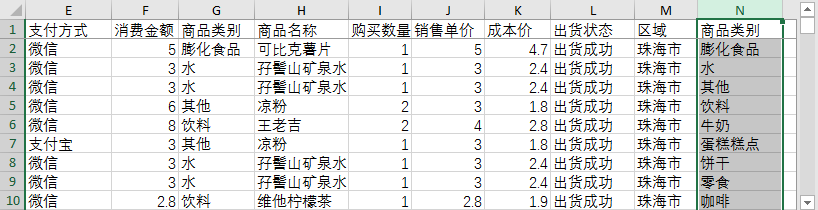 E F G H I J K L M N
1 支付方式 消费金额 商品类别 商品名称 购买数量 销售单价 成本价 出货状态 区域 商品类别
2 微信 5 膨化食品 可比克薯片 1 5 4.7 出货成功 珠海市 膨化食品
3 微信 3 水 孖髻山矿泉水 1 3 2.4 出货成功 珠海市 水
4 微信 3 水 孖髻山矿泉水 1 3 2.4 出货成功 珠海市 其他
5 微信 6 其他 凉粉 2 3 1.8 出货成功 珠海市 饮料
6 微信 8 饮料 王老吉 2 4 2.8 出货成功 珠海市 牛奶
7 支付宝 3 其他 凉粉 1 3 1.8 出货成功 珠海市 蛋糕糕点
8 微信 3 水 孖髻山矿泉水 1 3 2.4 出货成功 珠海市 饼干
9 微信 3 水 孖髻山矿泉水 1 3 2.4 出货成功 珠海市 零食
10 微信 2.8 饮料 维他柠檬茶 1 2.8 1.9 出货成功 珠海市 咖啡